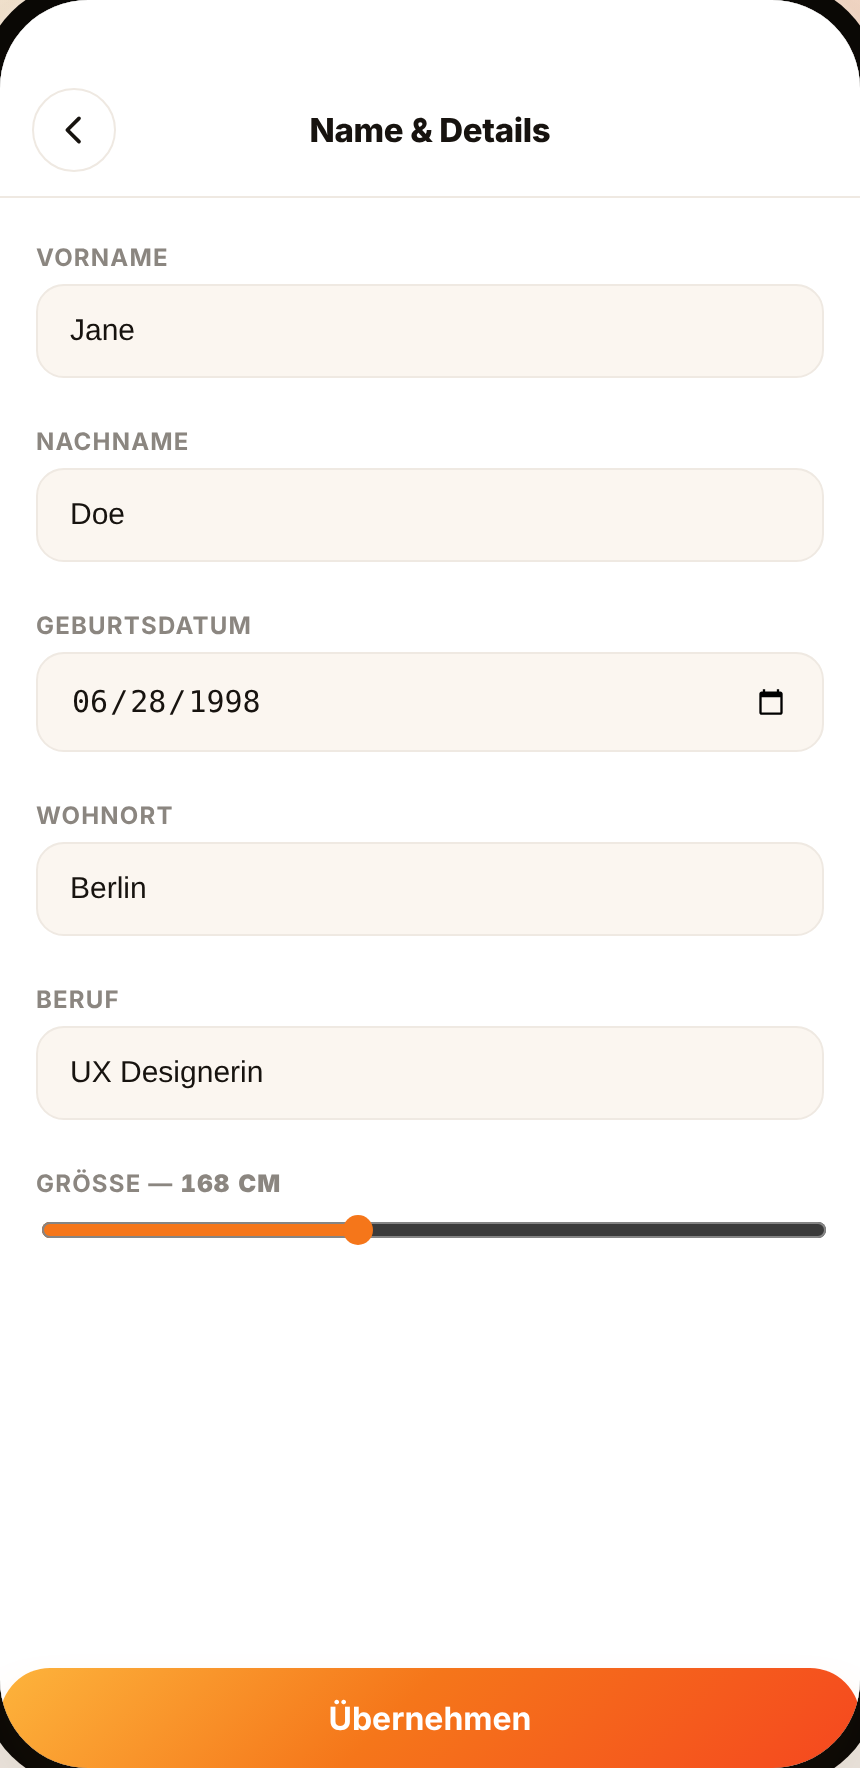 Name & Details
VORNAME
Jane
NACHNAME
Doe
GEBURTSDATUM
06/28/1998
WOHNORT
Berlin
BERUF
UX Designerin
GRÖSSE — 168 CM
Übernehmen